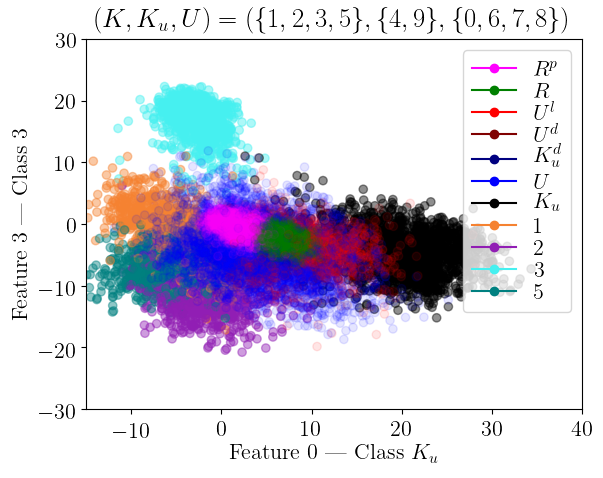 (K, K_u, U) = ({1, 2, 3, 5}, {4, 9}, {0, 6, 7, 8})
30
20
10
0
−10
−20
−30
Feature 3 — Class 3
R^p
R
U^l
U^d
K_u^d
U
K_u
1
2
3
5
−10
0
10
20
30
40
Feature 0 — Class K_u